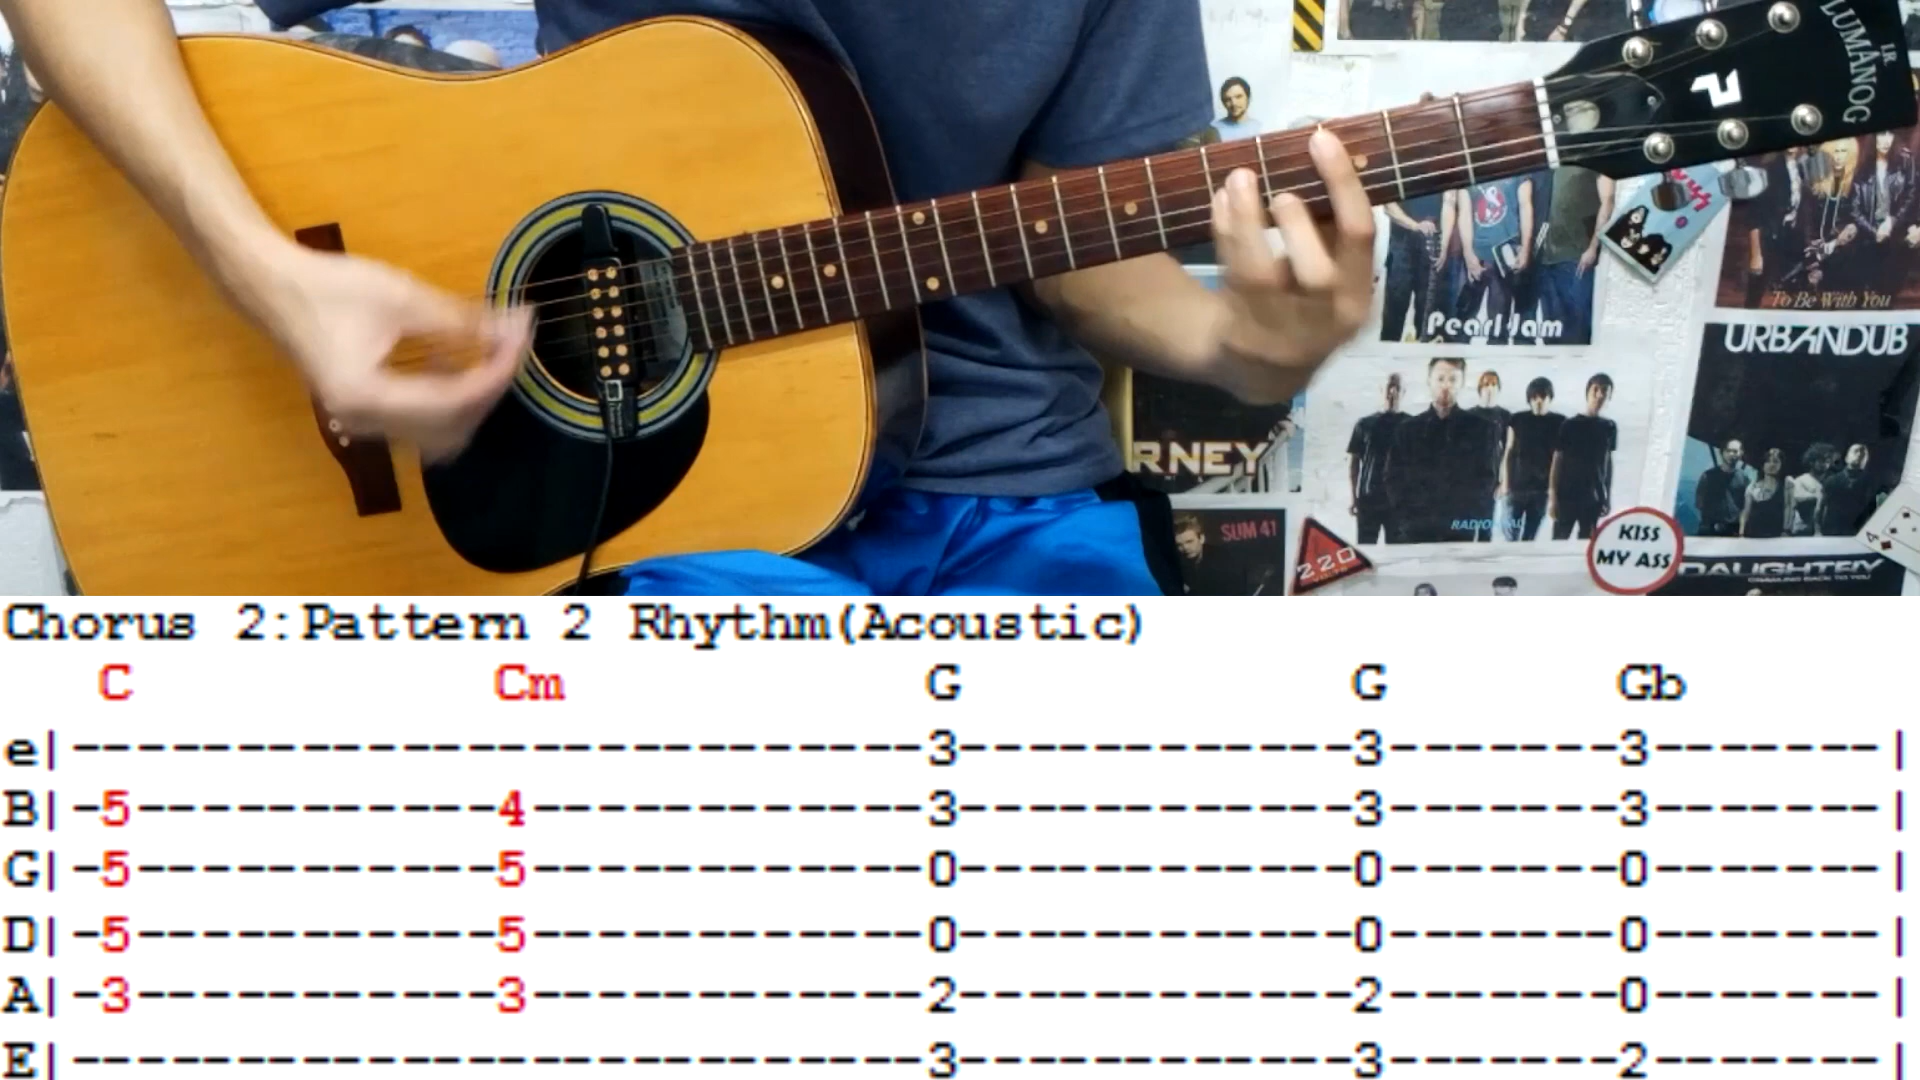 J.R.
LUMANOG
To Be With You
Pearl Jam
URBANDUB
RNEY
SUM 41
220
KISS
MY ASS
DAUGHTRY
Chorus 2:Pattern 2 Rhythm(Acoustic)
C Cm G G Gb
e|--------------------------3------------3-------3-------|
B|-5-----------4------------3------------3-------3-------|
G|-5-----------5------------0------------0-------0-------|
D|-5-----------5------------0------------0-------0-------|
A|-3-----------3------------2------------2-------0-------|
E|--------------------------3------------3-------2-------|